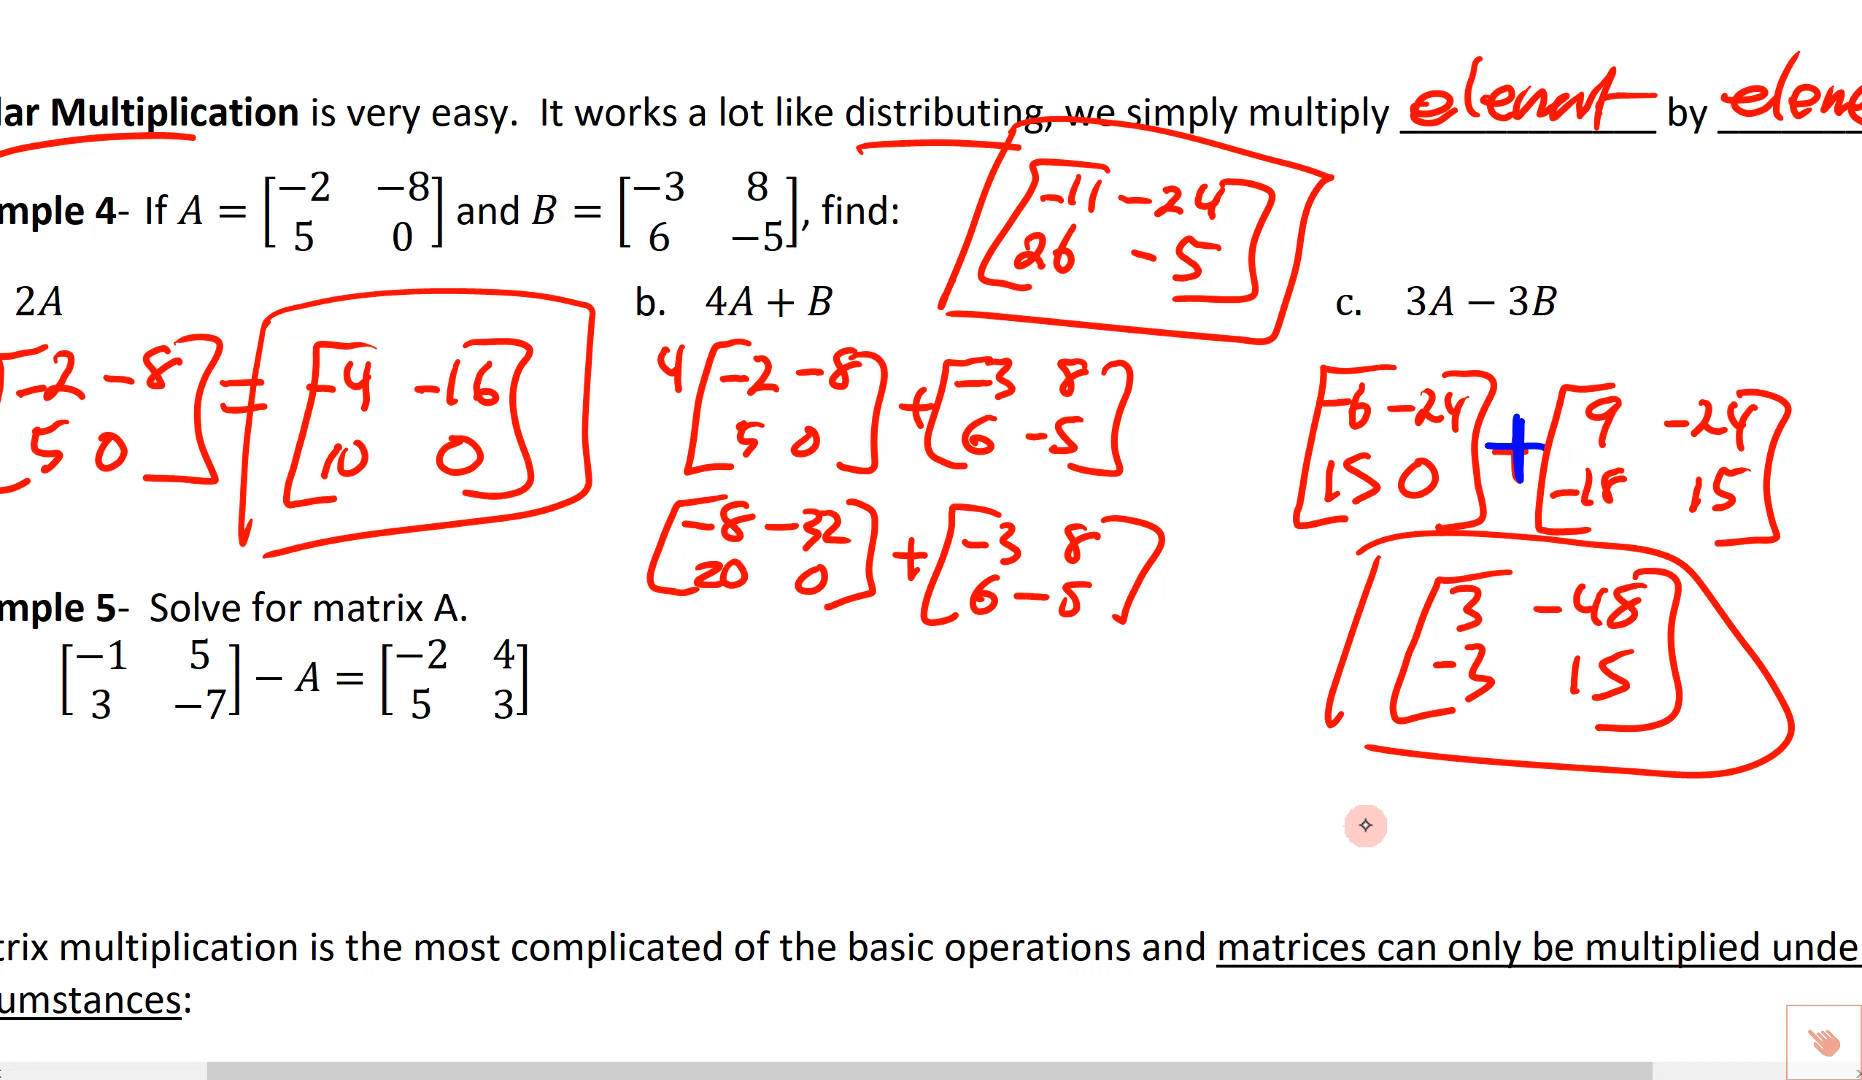 lar Multiplication is very easy. It works a lot like distributing, we simply multiply element by eleme
mple 4- If A = [−2 −8 and B = [−3 8 , find:
5 0] 6 −5]
[-11 -24
26 -5]
2A
b. 4A + B
c. 3A − 3B
[-2 -8
5 0] = [-4 -16
10 0]
4[-2 -8
5 0] + [-3 8
6 -5]
[-8 -32
20 0] + [-3 8
6 -5]
[-6 -24
15 0] + [9 -24
-18 15]
[3 -48
-3 15]
mple 5- Solve for matrix A.
[−1 5
3 −7] − A = [−2 4
5 3]
trix multiplication is the most complicated of the basic operations and matrices can only be multiplied unde
umstances: